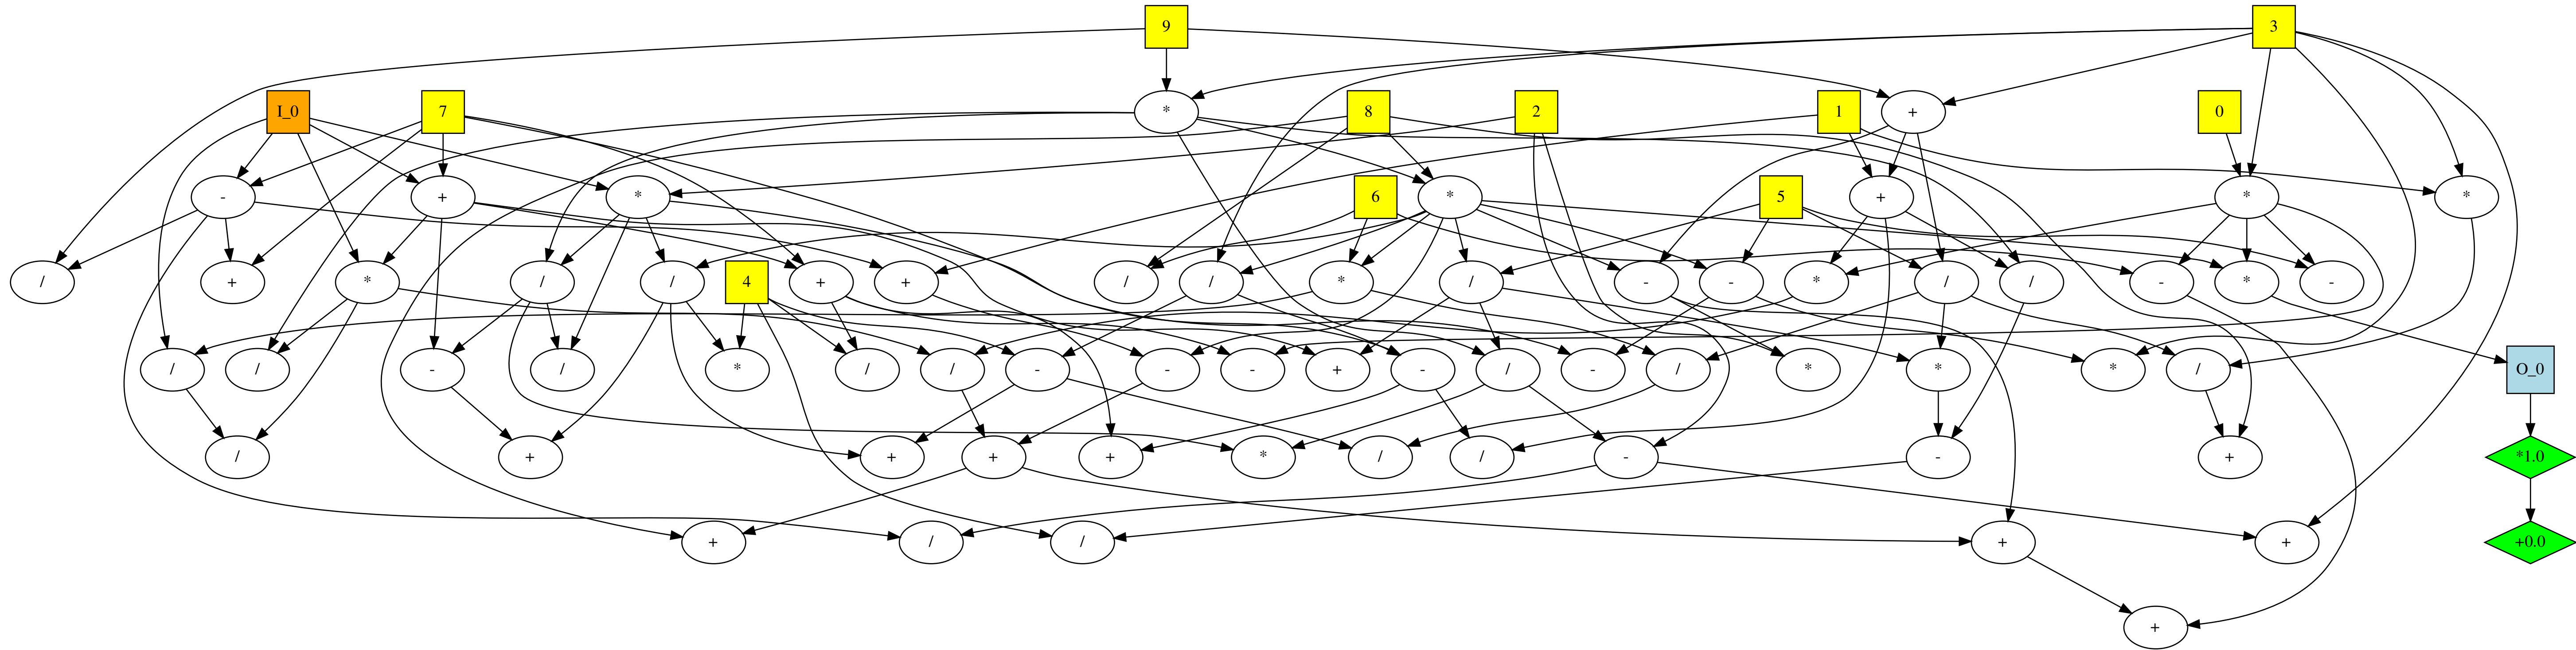 9 3
I_0 7 * 8 2 1 + 0
- + * 6 * 5 + * *
/ + * / / 4 + + / / * / - - * / / - * -
/ / - / * / / - - - + - / - / * * * / O_0
/ + + + + * / / - - + *1.0
+ / / + + +0.0
+